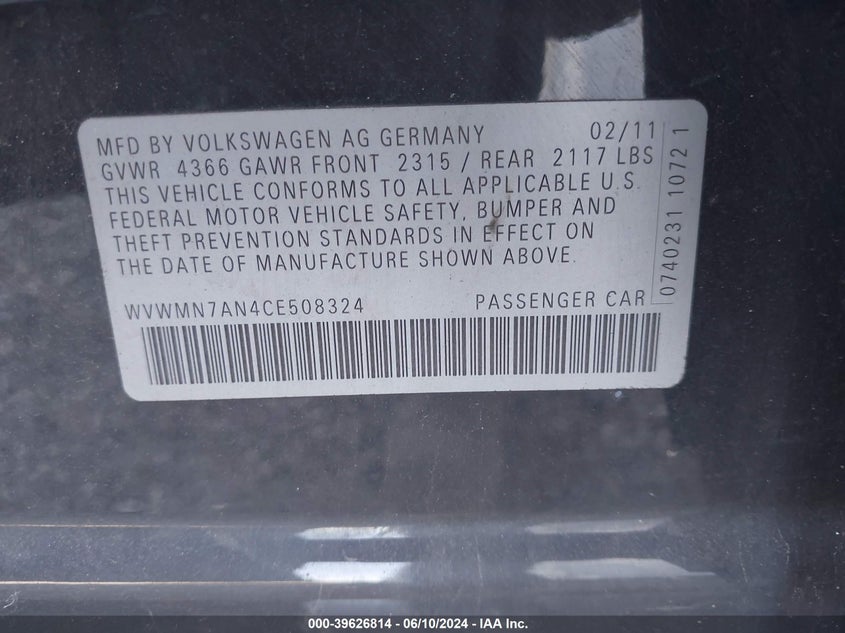 MFD BY VOLKSWAGEN AG GERMANY 02/11
GVWR 4366 GAWR FRONT 2315 / REAR 2117 LBS
THIS VEHICLE CONFORMS TO ALL APPLICABLE U.S.
FEDERAL MOTOR VEHICLE SAFETY, BUMPER AND
THEFT PREVENTION STANDARDS IN EFFECT ON
THE DATE OF MANUFACTURE SHOWN ABOVE.
WVWMN7AN4CE508324 PASSENGER CAR
0740231 1072 1
000-39626814 - 06/10/2024 - IAA Inc.